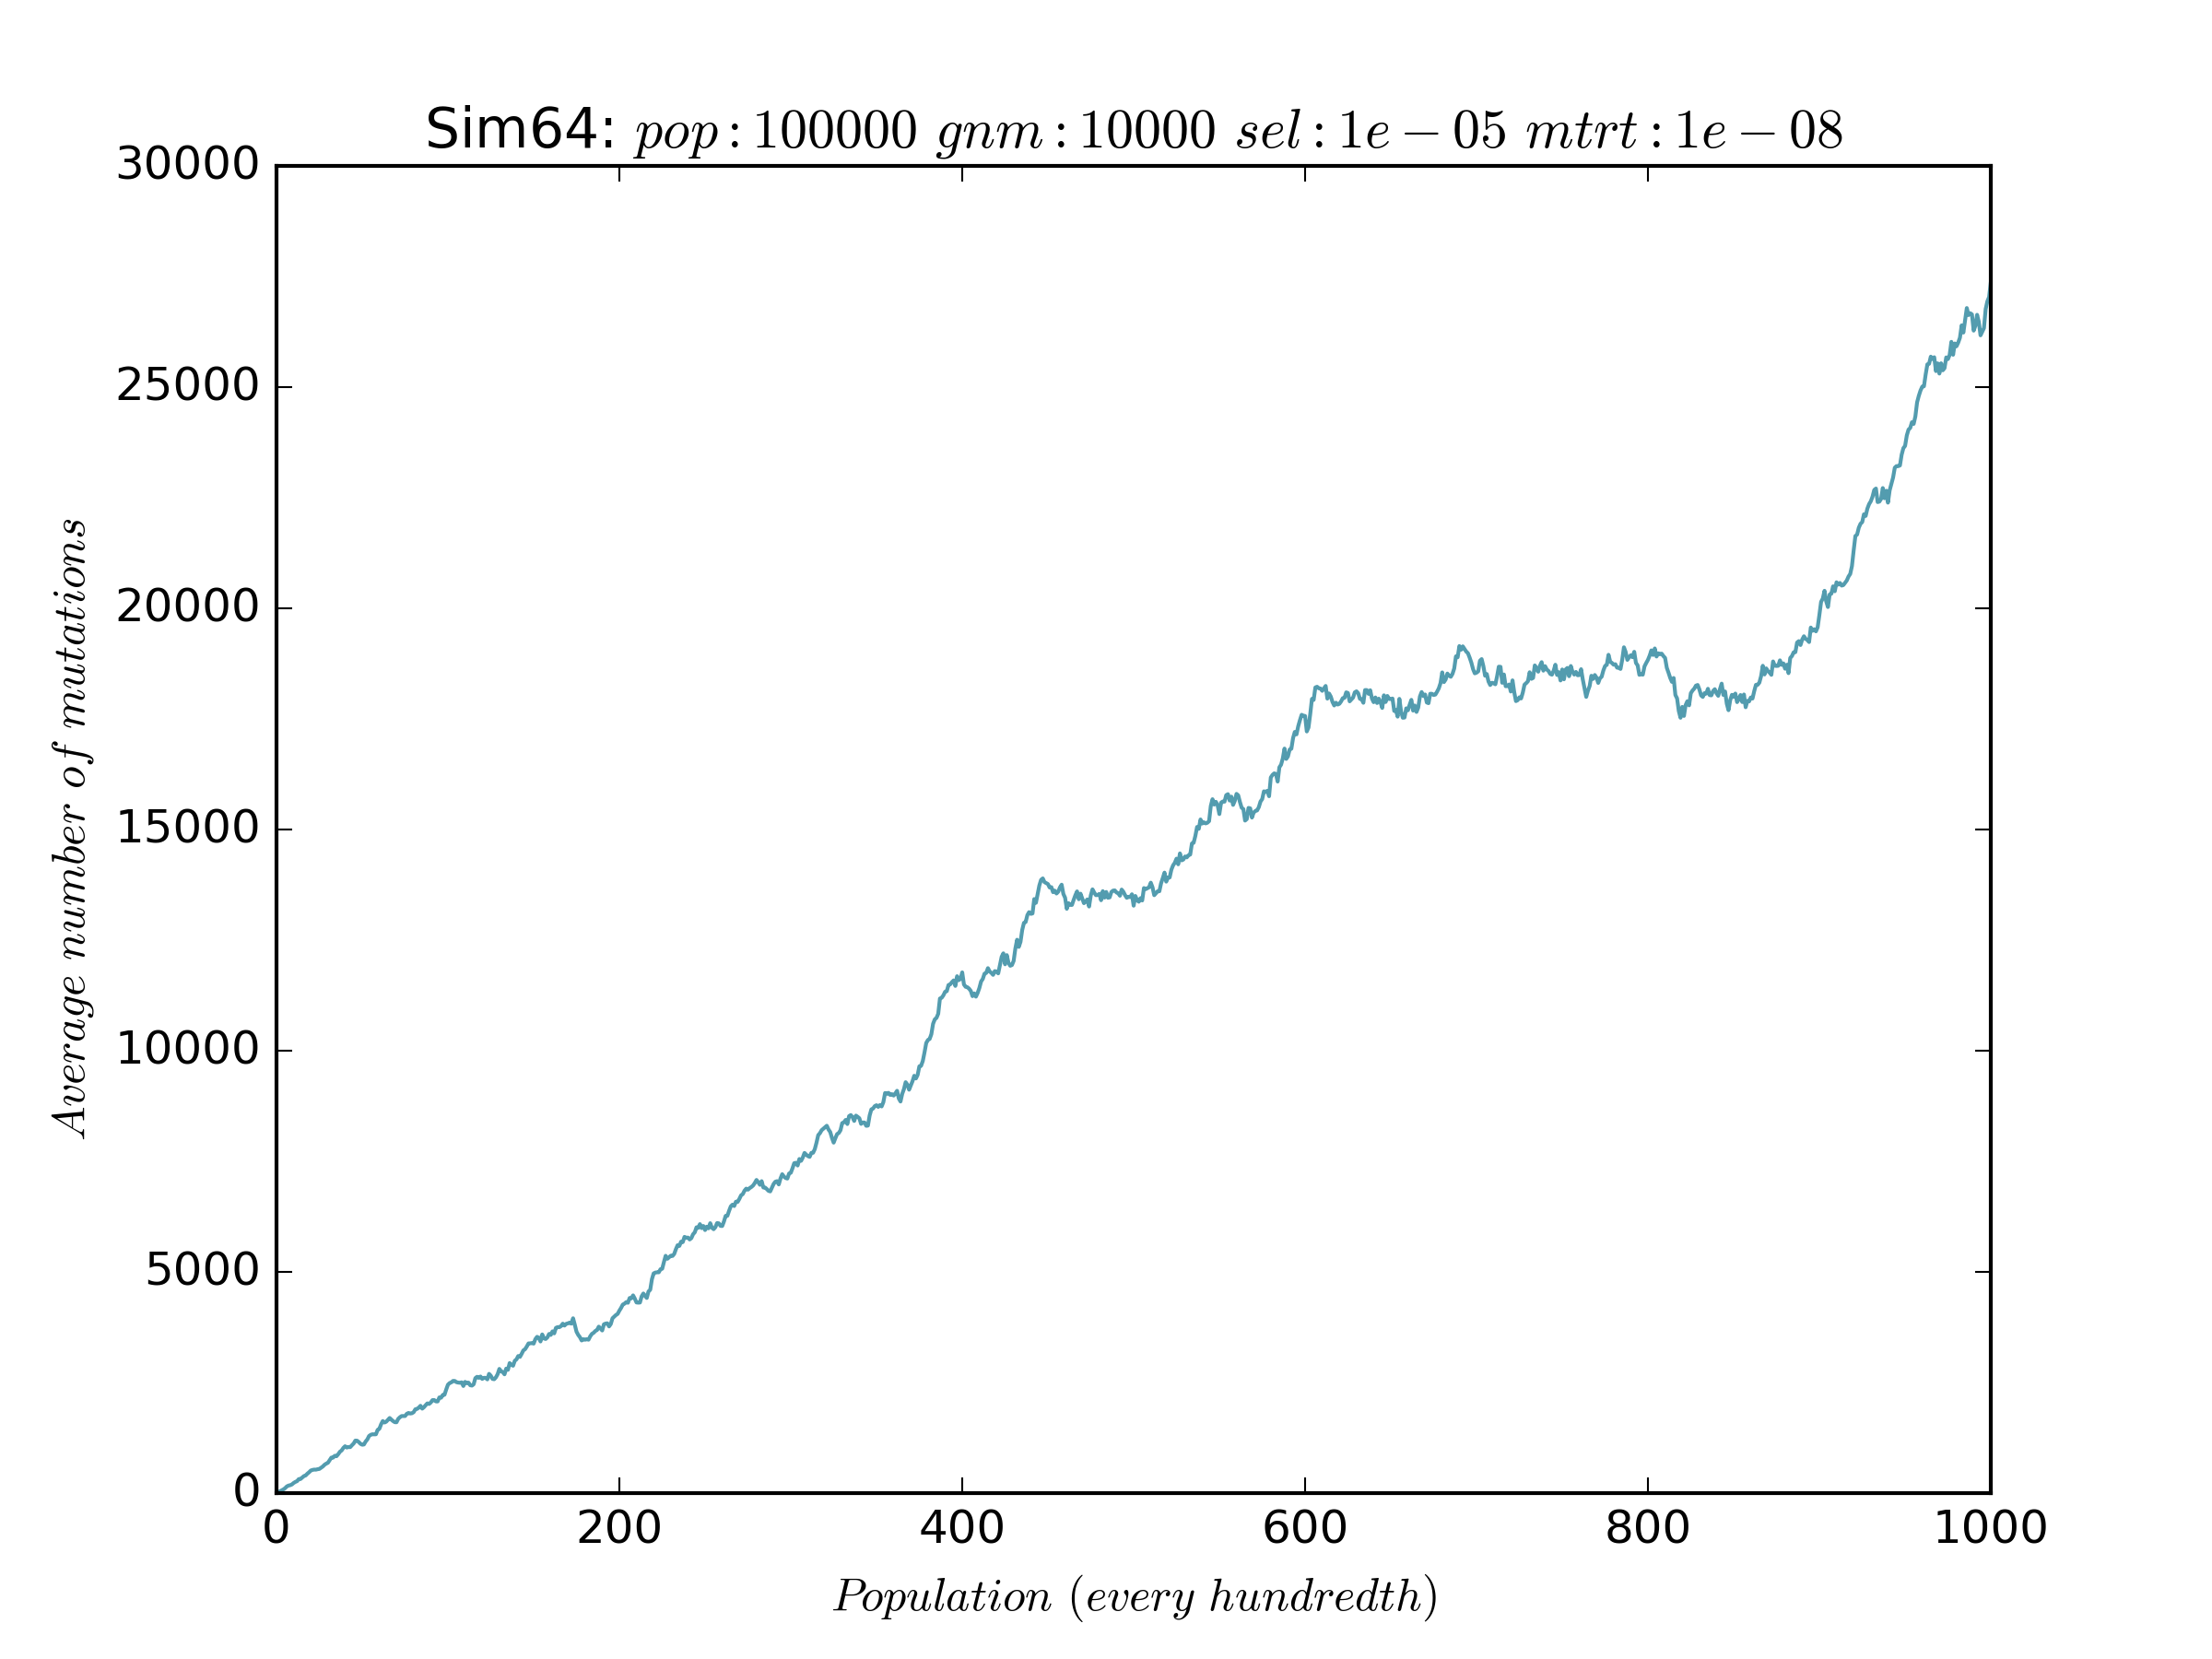 Sim64: pop : 100000 gnm : 10000 sel : 1e − 05 mtrt : 1e − 08
30000
25000
20000
15000
10000
5000
0
Average number of mutations
0 200 400 600 800 1000
Population (every hundredth)